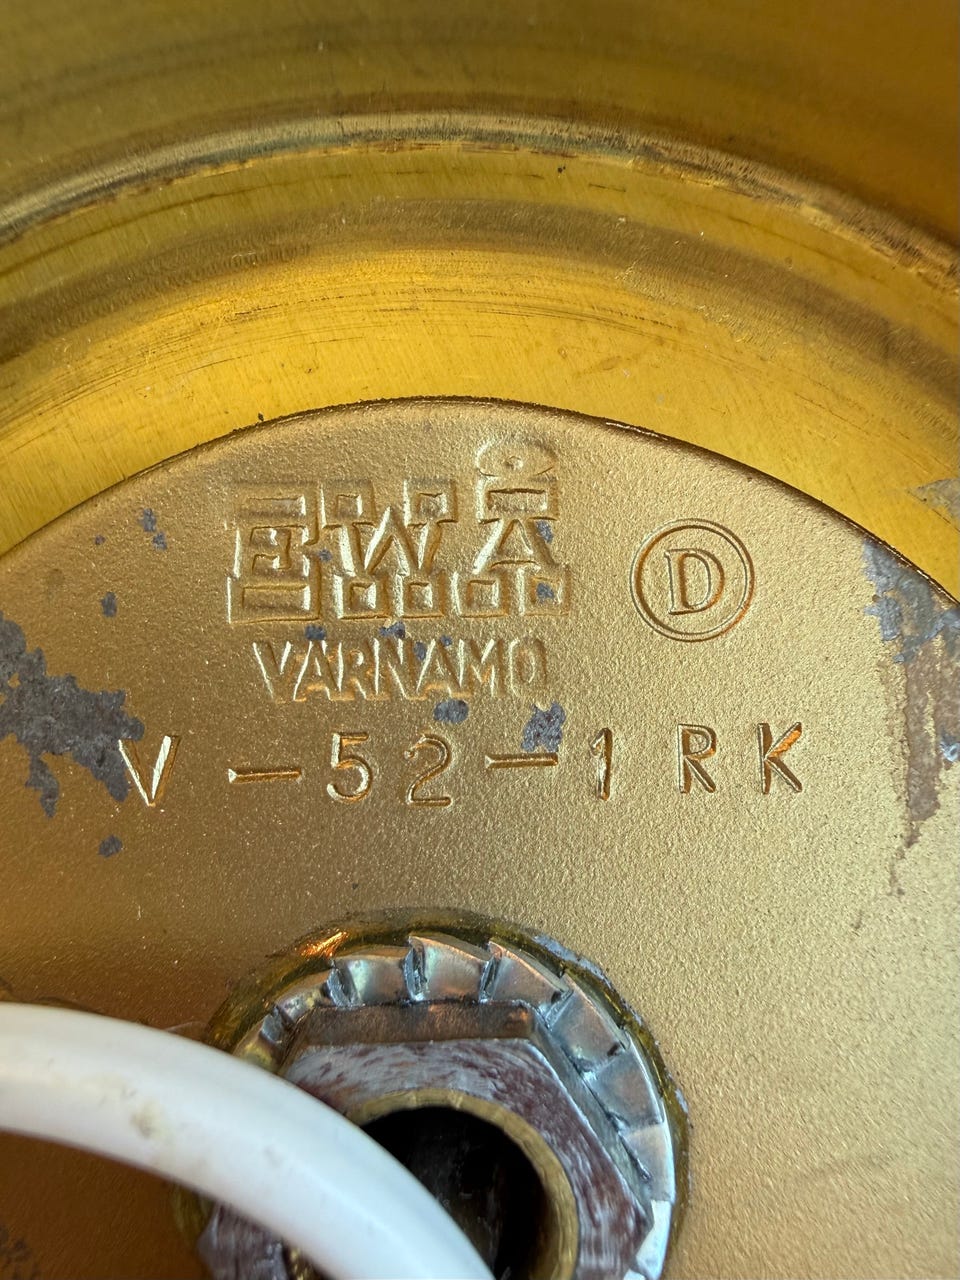 EWÅ
D
VÄRNAMO
V-52-1RK